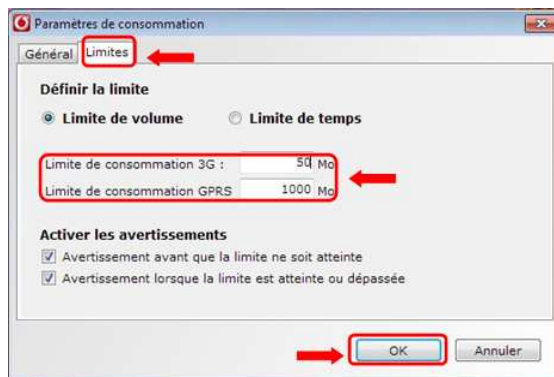 Paramètres de consommation
Général Limites
Définir la limite
Limite de volume Limite de temps
Limite de consommation 3G : 50 Mo
Limite de consommation GPRS 1000 Mo
Activer les avertissements
Avertissement avant que la limite ne soit atteinte
Avertissement lorsque la limite est atteinte ou dépassée
OK Annuler